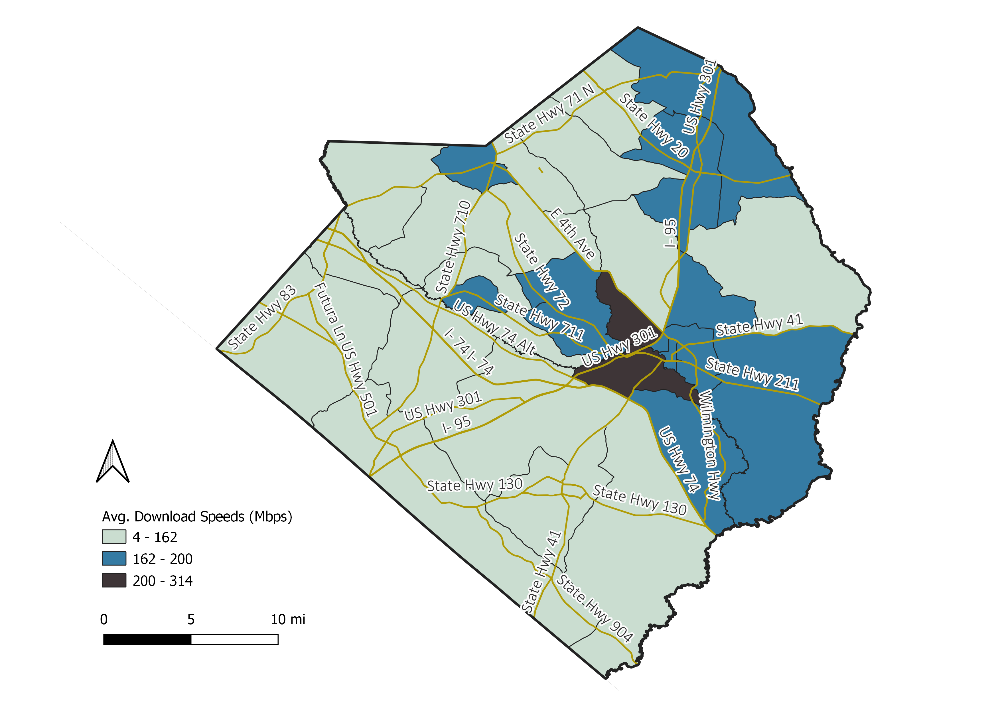 US Hwy 301
State Hwy 71 N
State Hwy 20
State Hwy 710
E 4th Ave
I- 95
State Hwy 72
State Hwy 83
Futura Ln US Hwy 501
State Hwy 711
US Hwy 74 Alt
I- 74 I- 74
US Hwy 301
State Hwy 41
State Hwy 211
US Hwy 301
I- 95
Wilmington Hwy
US Hwy 74
State Hwy 130
State Hwy 130
State Hwy 41
State Hwy 904
Avg. Download Speeds (Mbps)
4 - 162
162 - 200
200 - 314
0 5 10 mi